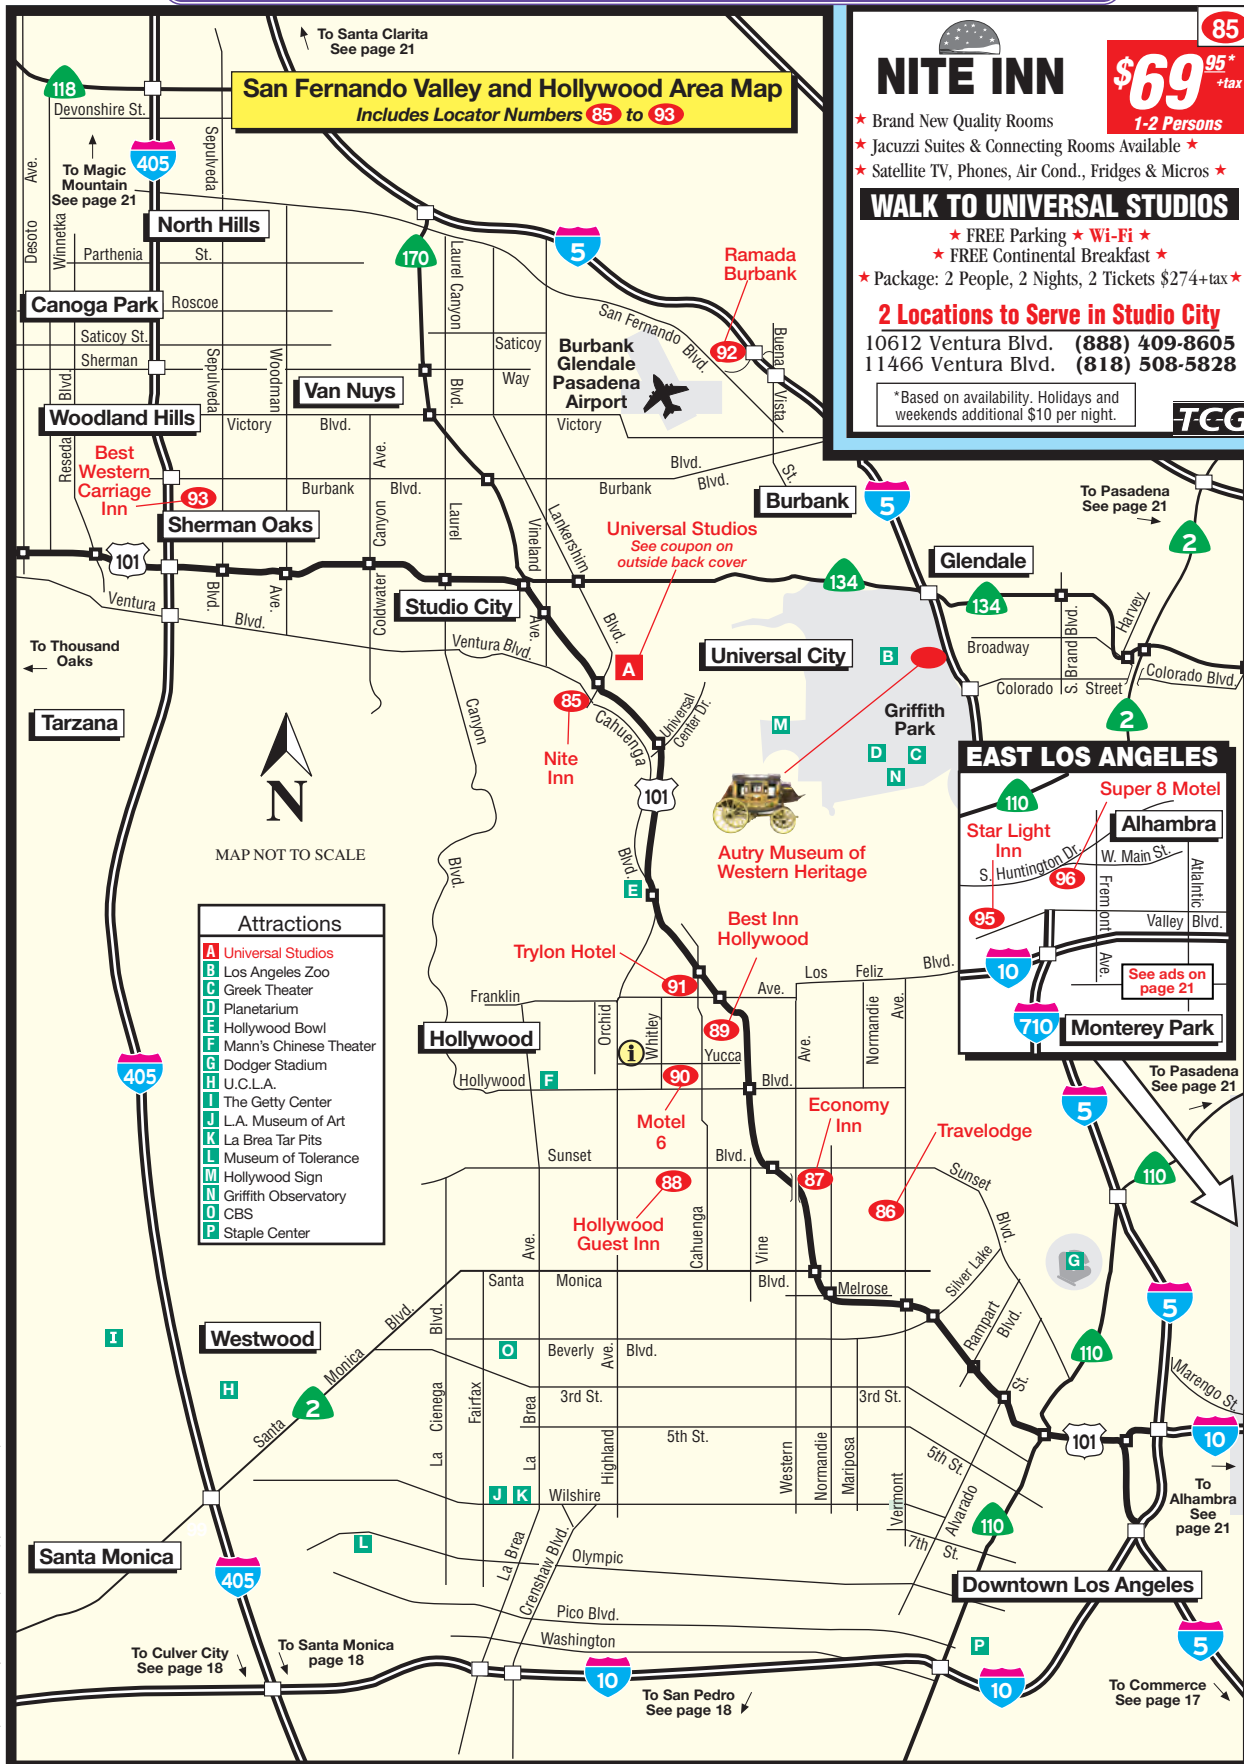 To Santa Clarita
See page 21
San Fernando Valley and Hollywood Area Map
Includes Locator Numbers 85 to 93
85
NITE INN
$69.95*
+tax
1-2 Persons
★ Brand New Quality Rooms
★ Jacuzzi Suites & Connecting Rooms Available ★
★ Satellite TV, Phones, Air Cond., Fridges & Micros ★
WALK TO UNIVERSAL STUDIOS
★ FREE Parking ★ Wi-Fi ★
★ FREE Continental Breakfast ★
★ Package: 2 People, 2 Nights, 2 Tickets $274+tax ★
2 Locations to Serve in Studio City
10612 Ventura Blvd. (888) 409-8605
11466 Ventura Blvd. (818) 508-5828
*Based on availability. Holidays and
weekends additional $10 per night.
TCG
118
Devonshire St.
405
To Magic
Mountain
See page 21
Ave.
Desoto
Winnetka
Sepulveda
North Hills
Parthenia St.
170
Laurel Canyon
Blvd.
5
Ramada
Burbank
92
San Fernando Blvd.
Buena
Vista
St.
Canoga Park
Roscoe
Saticoy St.
Sherman
Saticoy
Way
Burbank
Glendale
Pasadena
Airport
Blvd.
Reseda
Sepulveda
Woodman
Van Nuys
Woodland Hills
Victory Blvd.
Victory
Blvd.
Best
Western
Carriage
Inn
93
Burbank Blvd.
Burbank
Blvd.
Ave.
Canyon
Coldwater
Laurel
Vineland
Ave.
Lankershim
Blvd.
Burbank
5
To Pasadena
See page 21
2
Sherman Oaks
Universal Studios
See coupon on
outside back cover
101
Ventura
Blvd.
Blvd.
Ave.
134
Glendale
134
Studio City
Ventura Blvd.
To Thousand
Oaks
A
Universal City
B
Broadway
S. Brand Blvd.
Harvey
Colorado Street
Colorado Blvd.
2
Tarzana
85
Nite
Inn
Cahuenga
Blvd.
Universal
Center Dr.
Canyon
Blvd.
M
Griffith
Park
D
C
N
101
N
MAP NOT TO SCALE
Autry Museum of
Western Heritage
EAST LOS ANGELES
110
Super 8 Motel
Star Light
Inn
Alhambra
S. Huntington Dr.
W. Main St.
96
95
Fremont
Ave.
Atlalntic
Valley Blvd.
10
See ads on
page 21
710
Monterey Park
E
Attractions
A Universal Studios
B Los Angeles Zoo
C Greek Theater
D Planetarium
E Hollywood Bowl
F Mann's Chinese Theater
G Dodger Stadium
H U.C.L.A.
I The Getty Center
J L.A. Museum of Art
K La Brea Tar Pits
L Museum of Tolerance
M Hollywood Sign
N Griffith Observatory
O CBS
P Staple Center
Best Inn
Hollywood
Trylon Hotel
91
Los Feliz Blvd.
Franklin
Ave.
Orchid
Whitley
89
Yucca
Ave.
Normandie
Ave.
Hollywood
i
90
Hollywood
F
Blvd.
Motel
6
Economy
Inn
Travelodge
405
5
To Pasadena
See page 21
110
Sunset
Blvd.
87
86
Sunset
Blvd.
88
Hollywood
Guest Inn
Cahuenga
Vine
Ave.
Santa Monica
Blvd.
Melrose
Silver Lake
G
5
Rampart
Blvd.
110
I
Westwood
H
Santa
Monica
Blvd.
2
Blvd.
Cienega
La
Fairfax
O
Beverly
Blvd.
Ave.
Highland
Brea
La
3rd St.
3rd St.
5th St.
5th St.
St.
Alvarado
Western
Normandie
Mariposa
Vermont
101
Marengo St.
10
To
Alhambra
See
page 21
J
K
Wilshire
110
7th
St.
L
La Brea
Crenshaw Blvd.
Olympic
Santa Monica
405
Downtown Los Angeles
Pico Blvd.
Washington
P
5
To Culver City
See page 18
To Santa Monica
page 18
10
To San Pedro
See page 18
10
To Commerce
See page 17